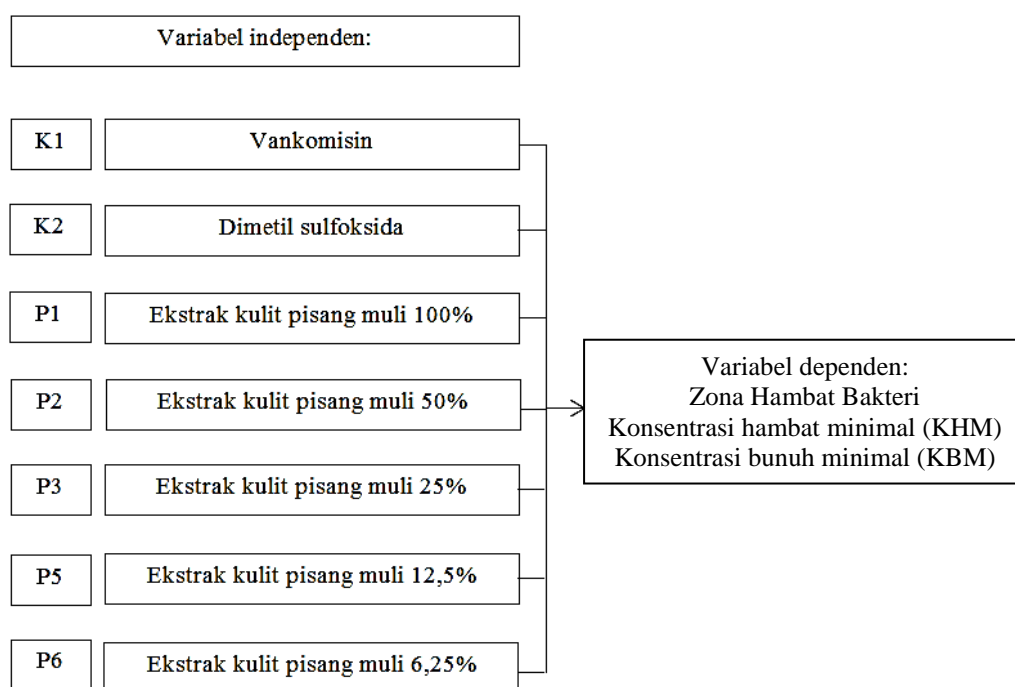 Variabel independen:
K1 Vankomisin
K2 Dimetil sulfoksida
P1 Ekstrak kulit pisang muli 100%
P2 Ekstrak kulit pisang muli 50%
P3 Ekstrak kulit pisang muli 25%
P5 Ekstrak kulit pisang muli 12,5%
P6 Ekstrak kulit pisang muli 6,25%
Variabel dependen:
Zona Hambat Bakteri
Konsentrasi hambat minimal (KHM)
Konsentrasi bunuh minimal (KBM)